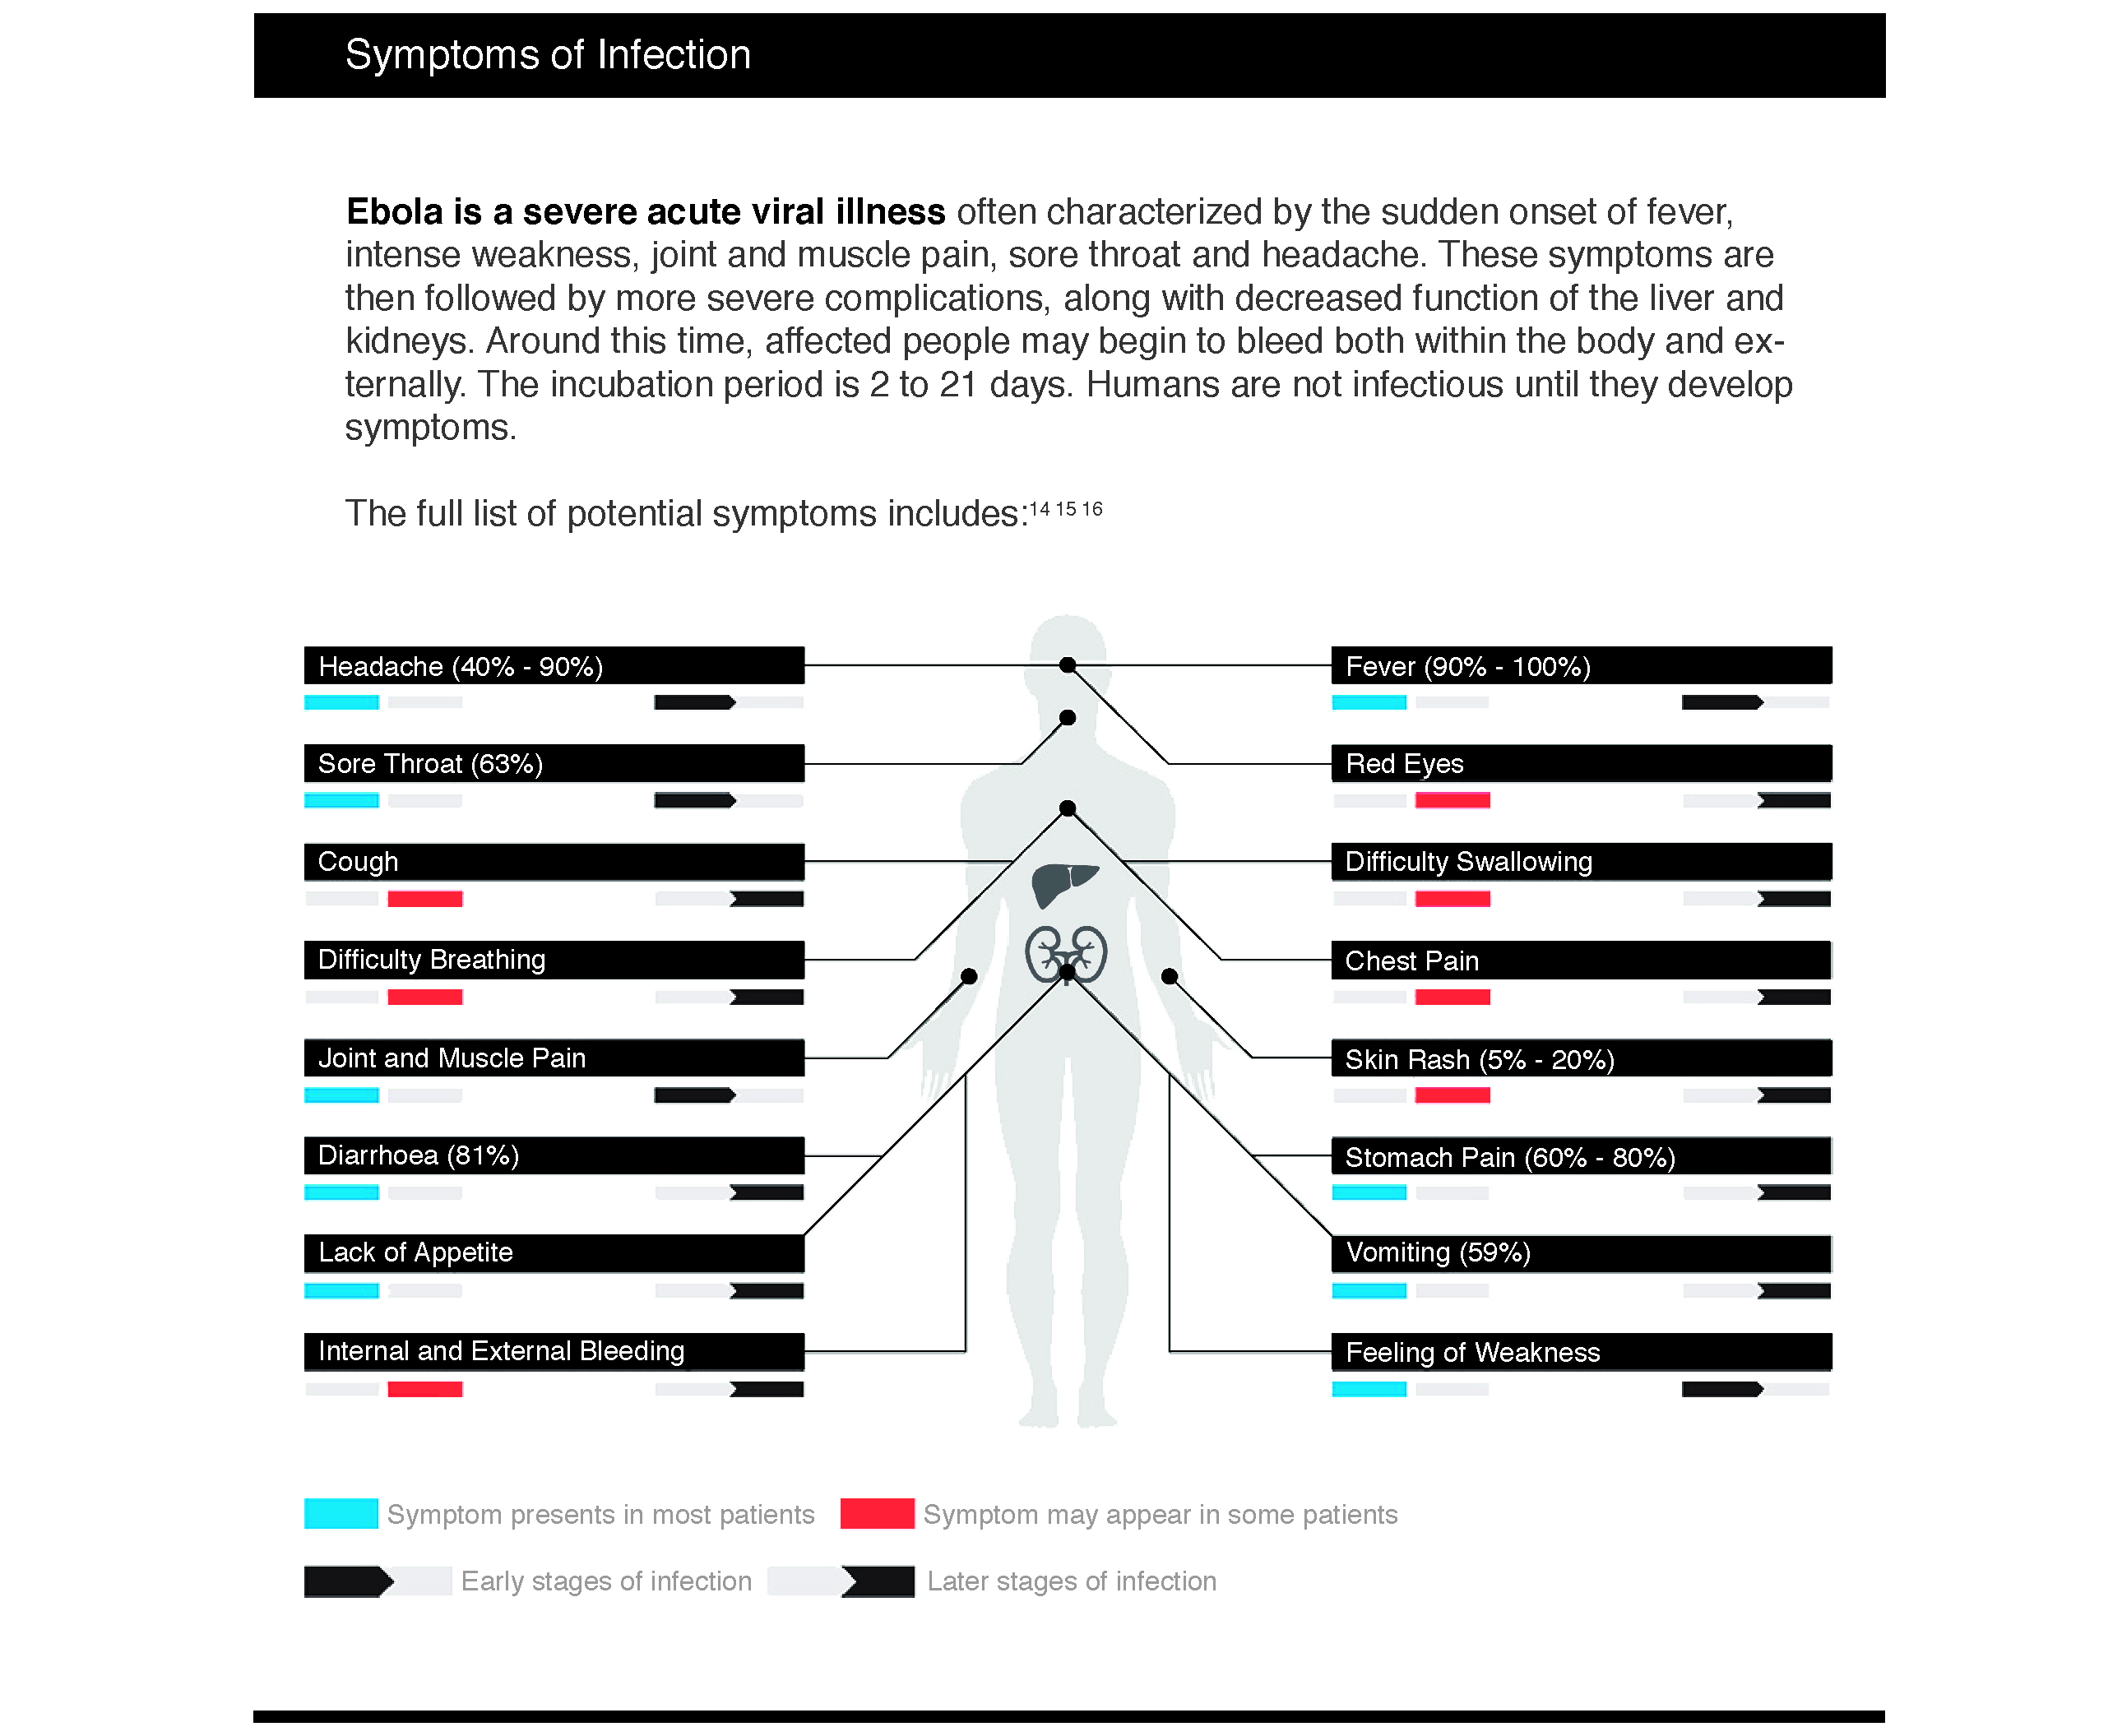 Symptoms of Infection
Ebola is a severe acute viral illness often characterized by the sudden onset of fever,
intense weakness, joint and muscle pain, sore throat and headache. These symptoms are
then followed by more severe complications, along with decreased function of the liver and
kidneys. Around this time, affected people may begin to bleed both within the body and ex-
ternally. The incubation period is 2 to 21 days. Humans are not infectious until they develop
symptoms.
The full list of potential symptoms includes:14 15 16
Headache (40% - 90%)
Sore Throat (63%)
Cough
Difficulty Breathing
Joint and Muscle Pain
Diarrhoea (81%)
Lack of Appetite
Internal and External Bleeding
Fever (90% - 100%)
Red Eyes
Difficulty Swallowing
Chest Pain
Skin Rash (5% - 20%)
Stomach Pain (60% - 80%)
Vomiting (59%)
Feeling of Weakness
Symptom presents in most patients
Symptom may appear in some patients
Early stages of infection
Later stages of infection